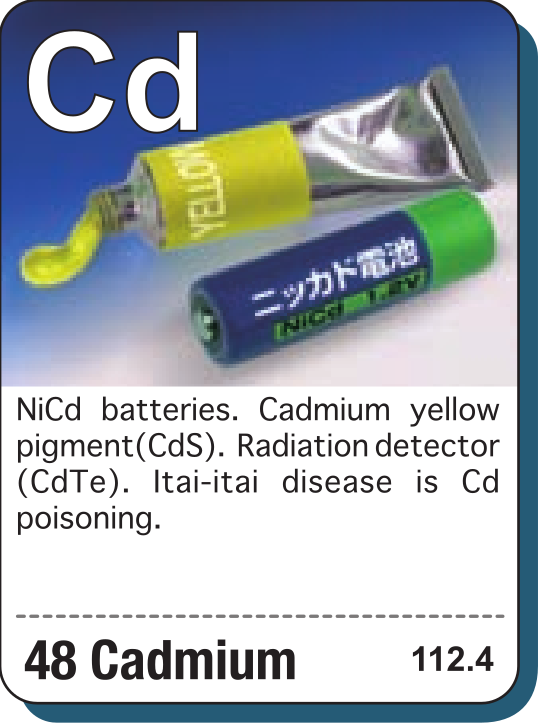 Cd
YELLOW
ニッカド電池
NiCd 1.2V
NiCd batteries. Cadmium yellow
pigment(CdS). Radiation detector
(CdTe). Itai-itai disease is Cd
poisoning.
48 Cadmium 112.4